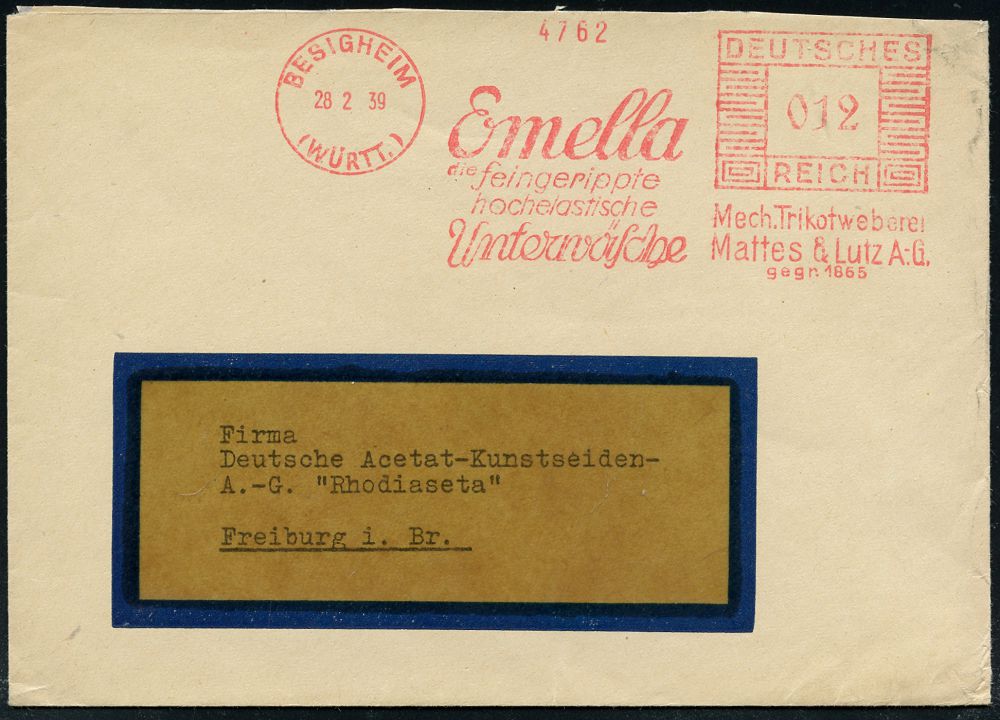 4762
BESIGHEIM
28 2 39
(WÜRTT.)
Emella
die feingerippte
hochelastische
Unterwäsche
DEUTSCHES
012
REICH
Mech. Trikotweberei
Mattes & Lutz A.-G.
gegr. 1865
Firma
Deutsche Acetat-Kunstseiden-
A.-G. "Rhodiaseta"
Freiburg i. Br.